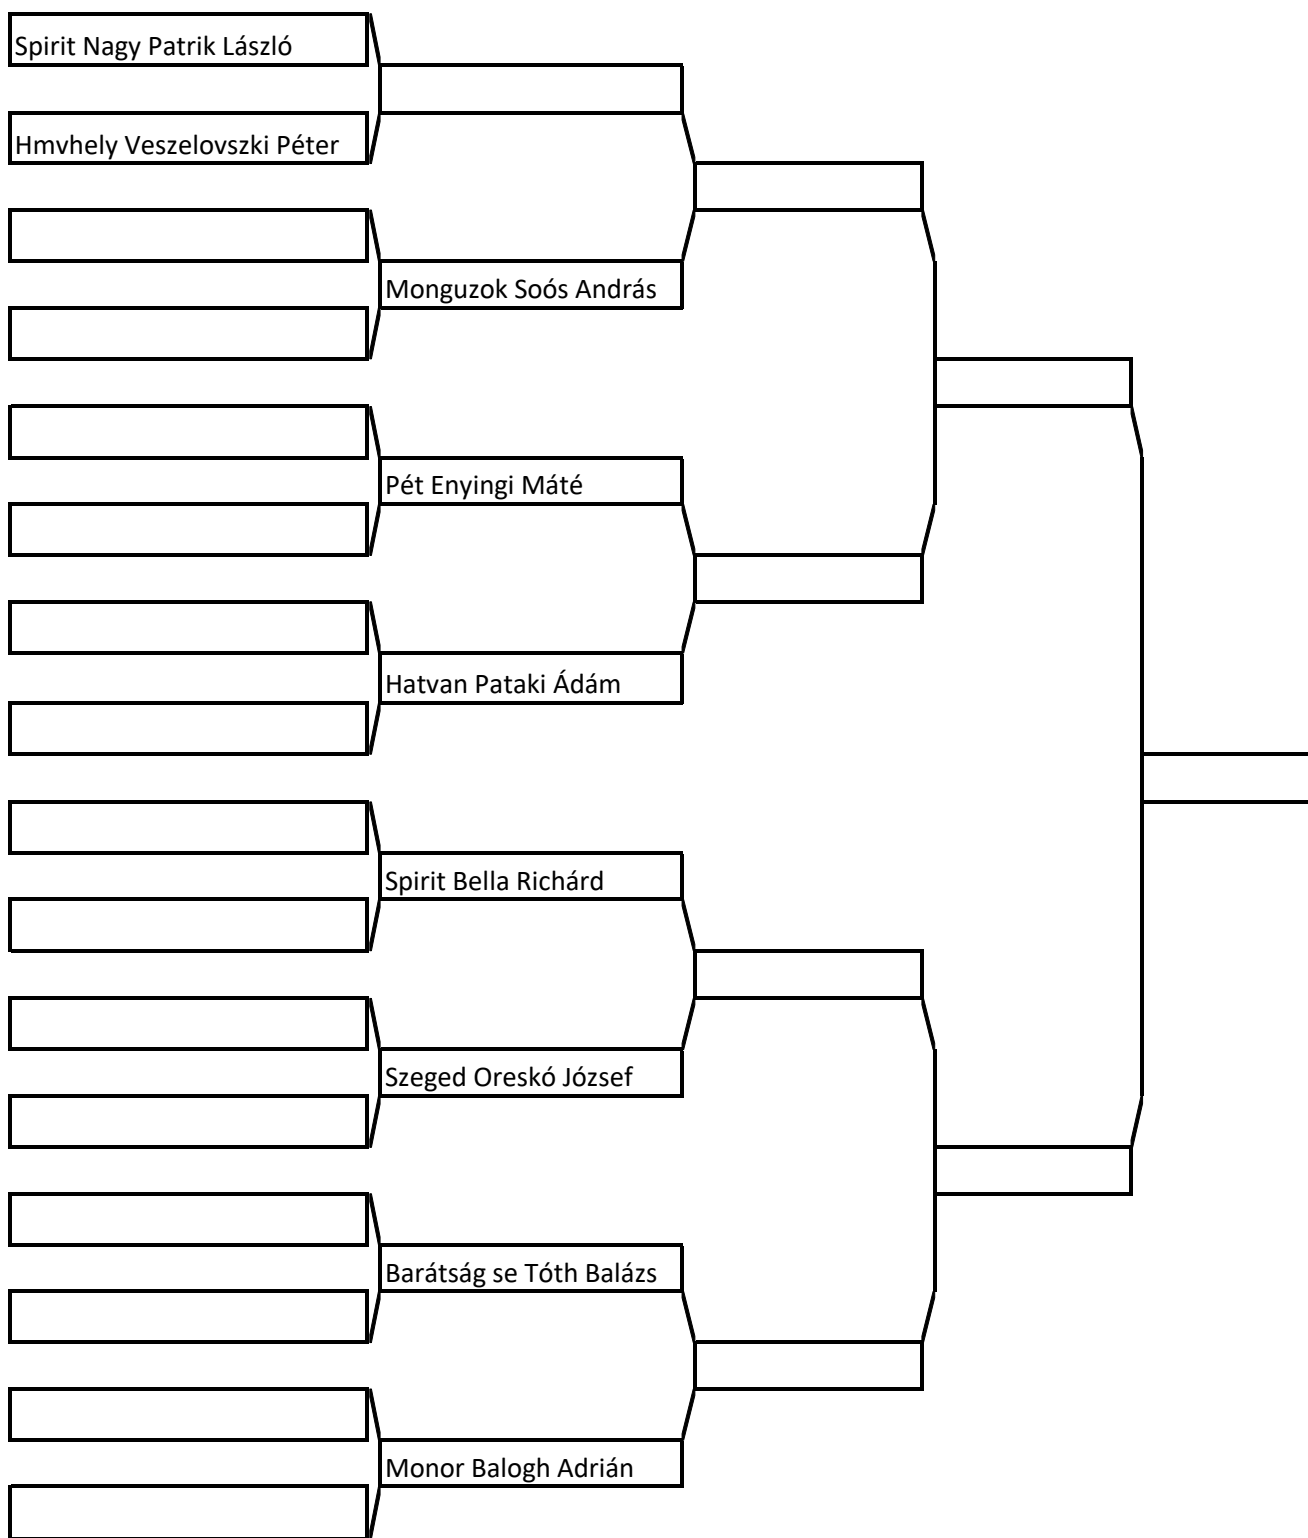 Spirit Nagy Patrik László
Hmvhely Veszelovszki Péter
Monguzok Soós András
Pét Enyingi Máté
Hatvan Pataki Ádám
Spirit Bella Richárd
Szeged Oreskó József
Barátság se Tóth Balázs
Monor Balogh Adrián